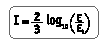 I = 2/3 log₁₀(E/E₀)